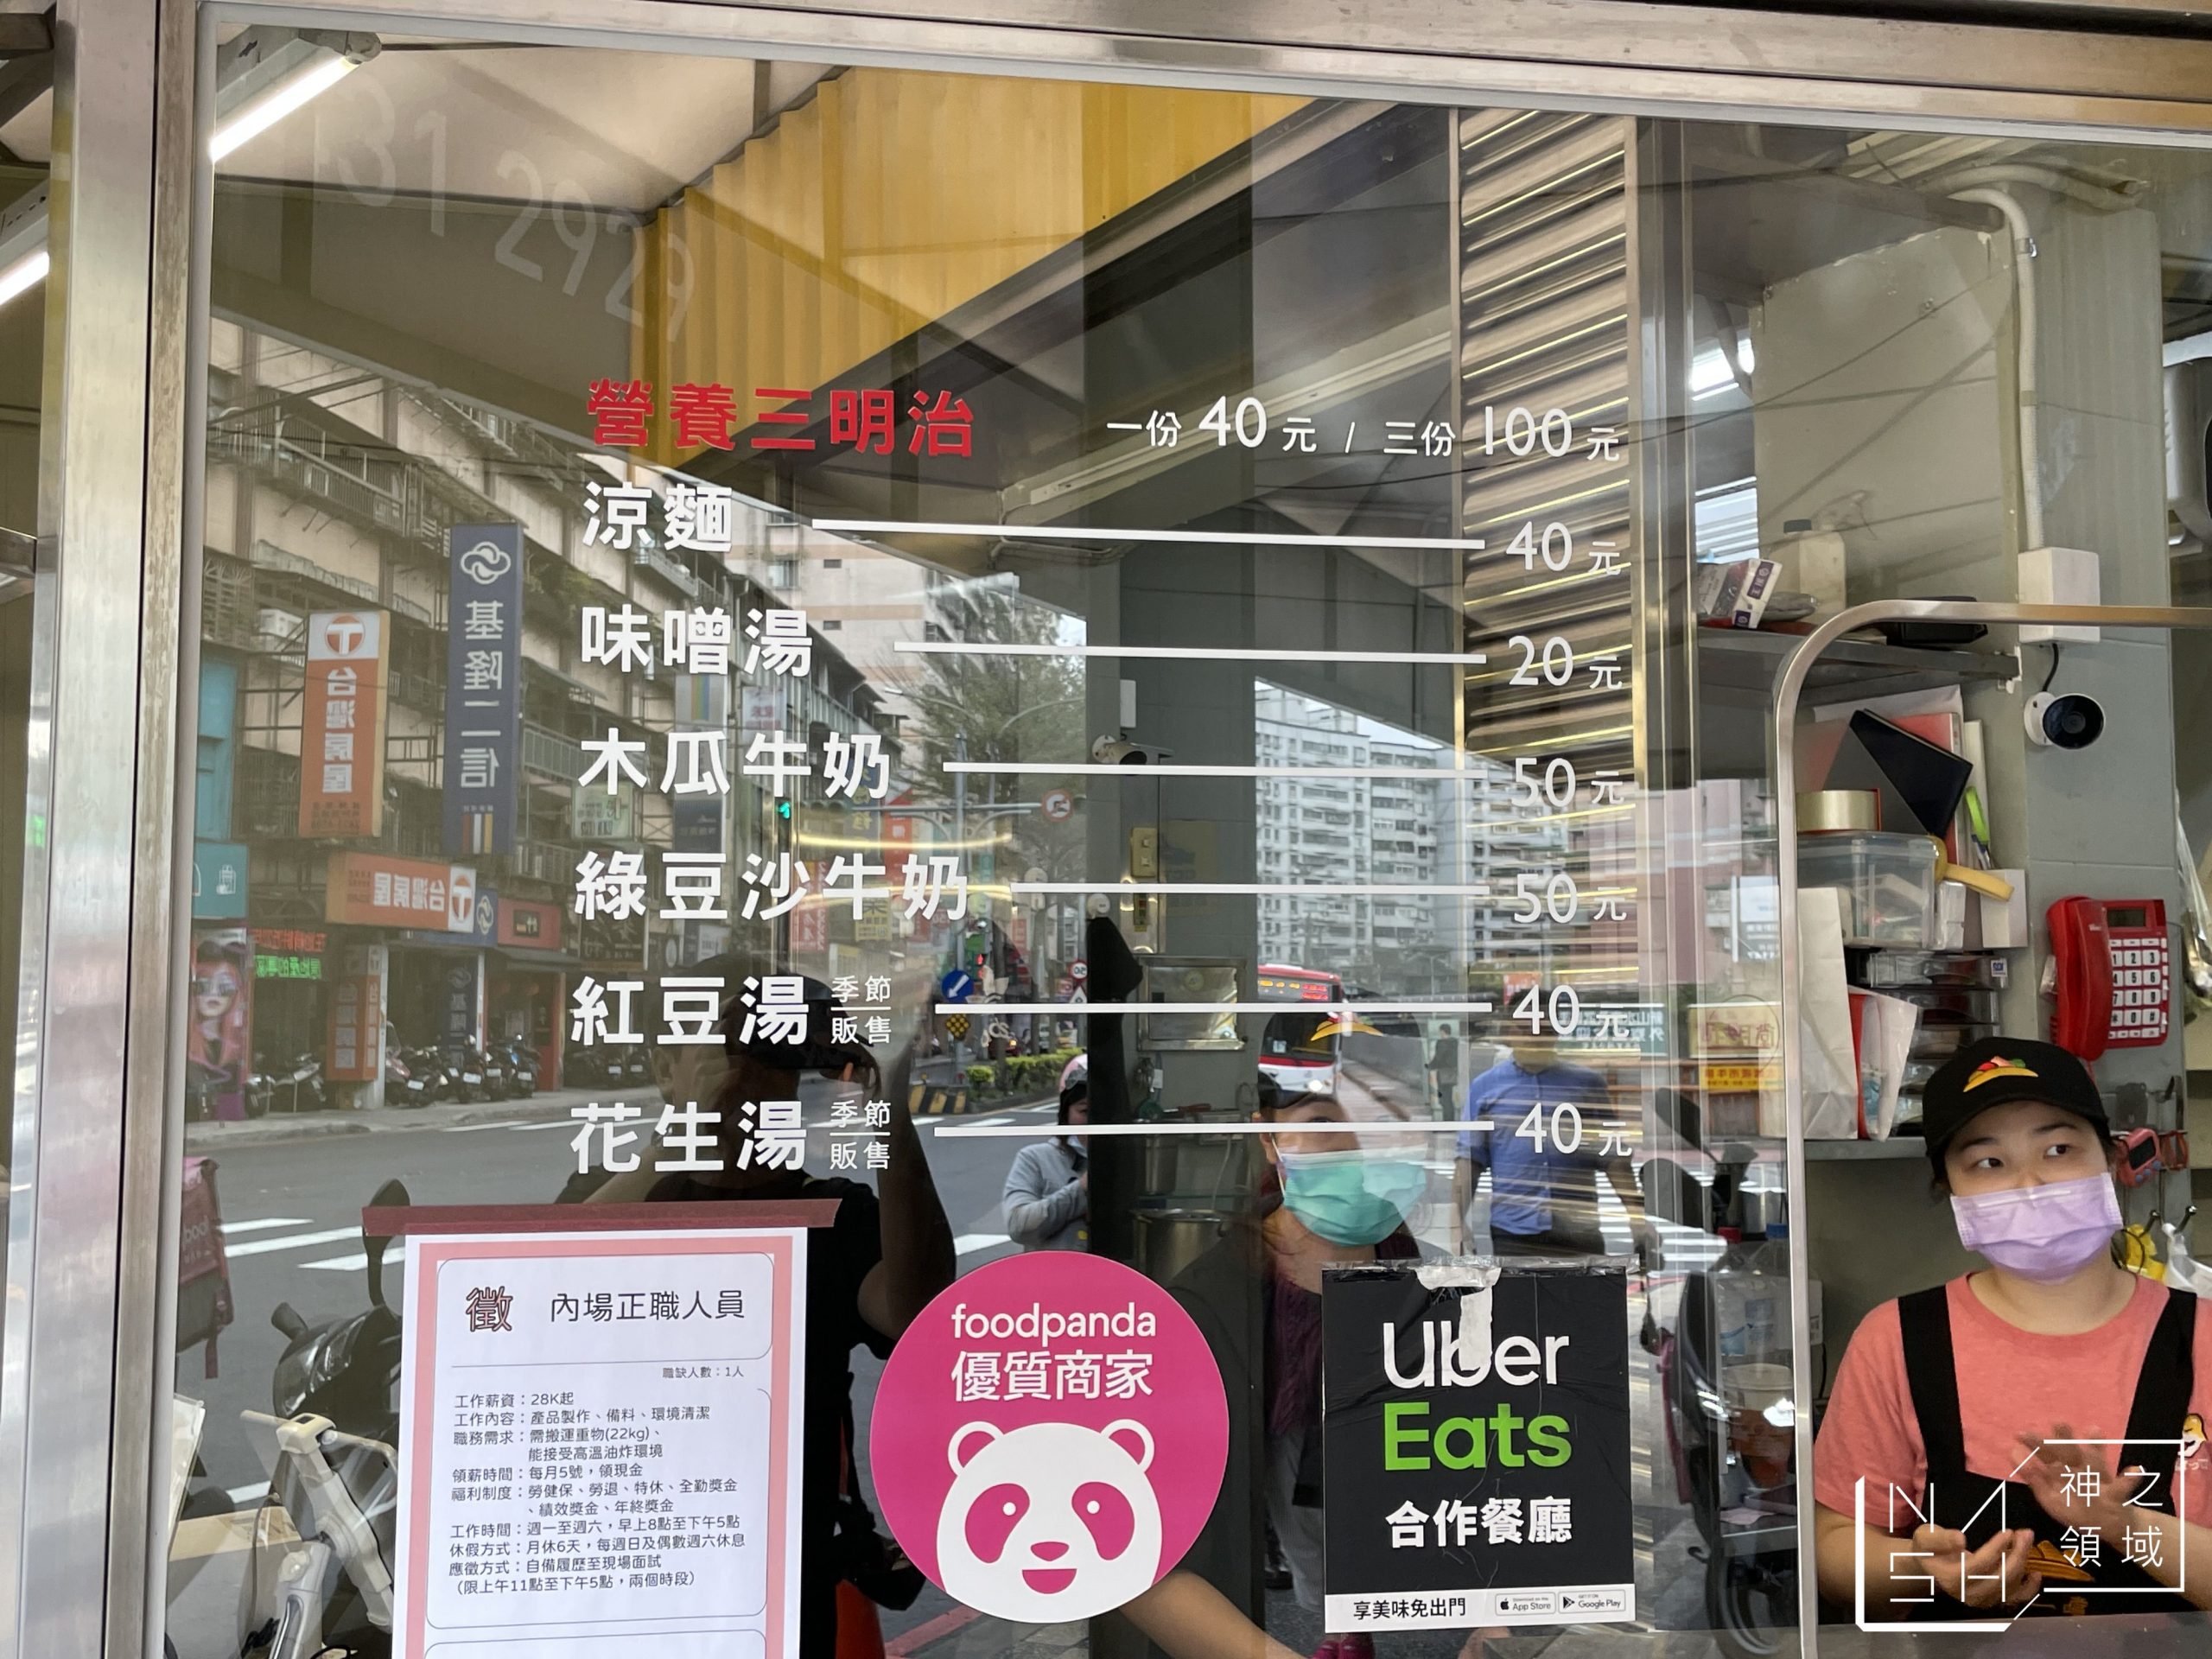 31 2929
營養三明治 一份 40 元 / 三份 100 元
涼麵 40 元
味噌湯 20 元
木瓜牛奶 50 元
綠豆沙牛奶 50 元
紅豆湯 季節販售 40 元
花生湯 季節販售 40 元
基隆二信
台灣房屋
台灣房屋
徵 內場正職人員
職缺人數：1人
工作薪資：28K起
工作內容：產品製作、備料、環境清潔
職務需求：需搬運重物(22kg)、
能接受高溫油炸環境
領薪時間：每月5號，領現金
福利制度：勞健保、勞退、特休、全勤獎金
、績效獎金、年終獎金
工作時間：週一至週六，早上8點至下午5點
休假方式：月休6天，每週日及偶數週六休息
應徵方式：自備履歷至現場面試
（限上午11點至下午5點，兩個時段）
foodpanda
優質商家
Uber
Eats
合作餐廳
享美味免出門
App Store
Google Play
NASH
神之
領域